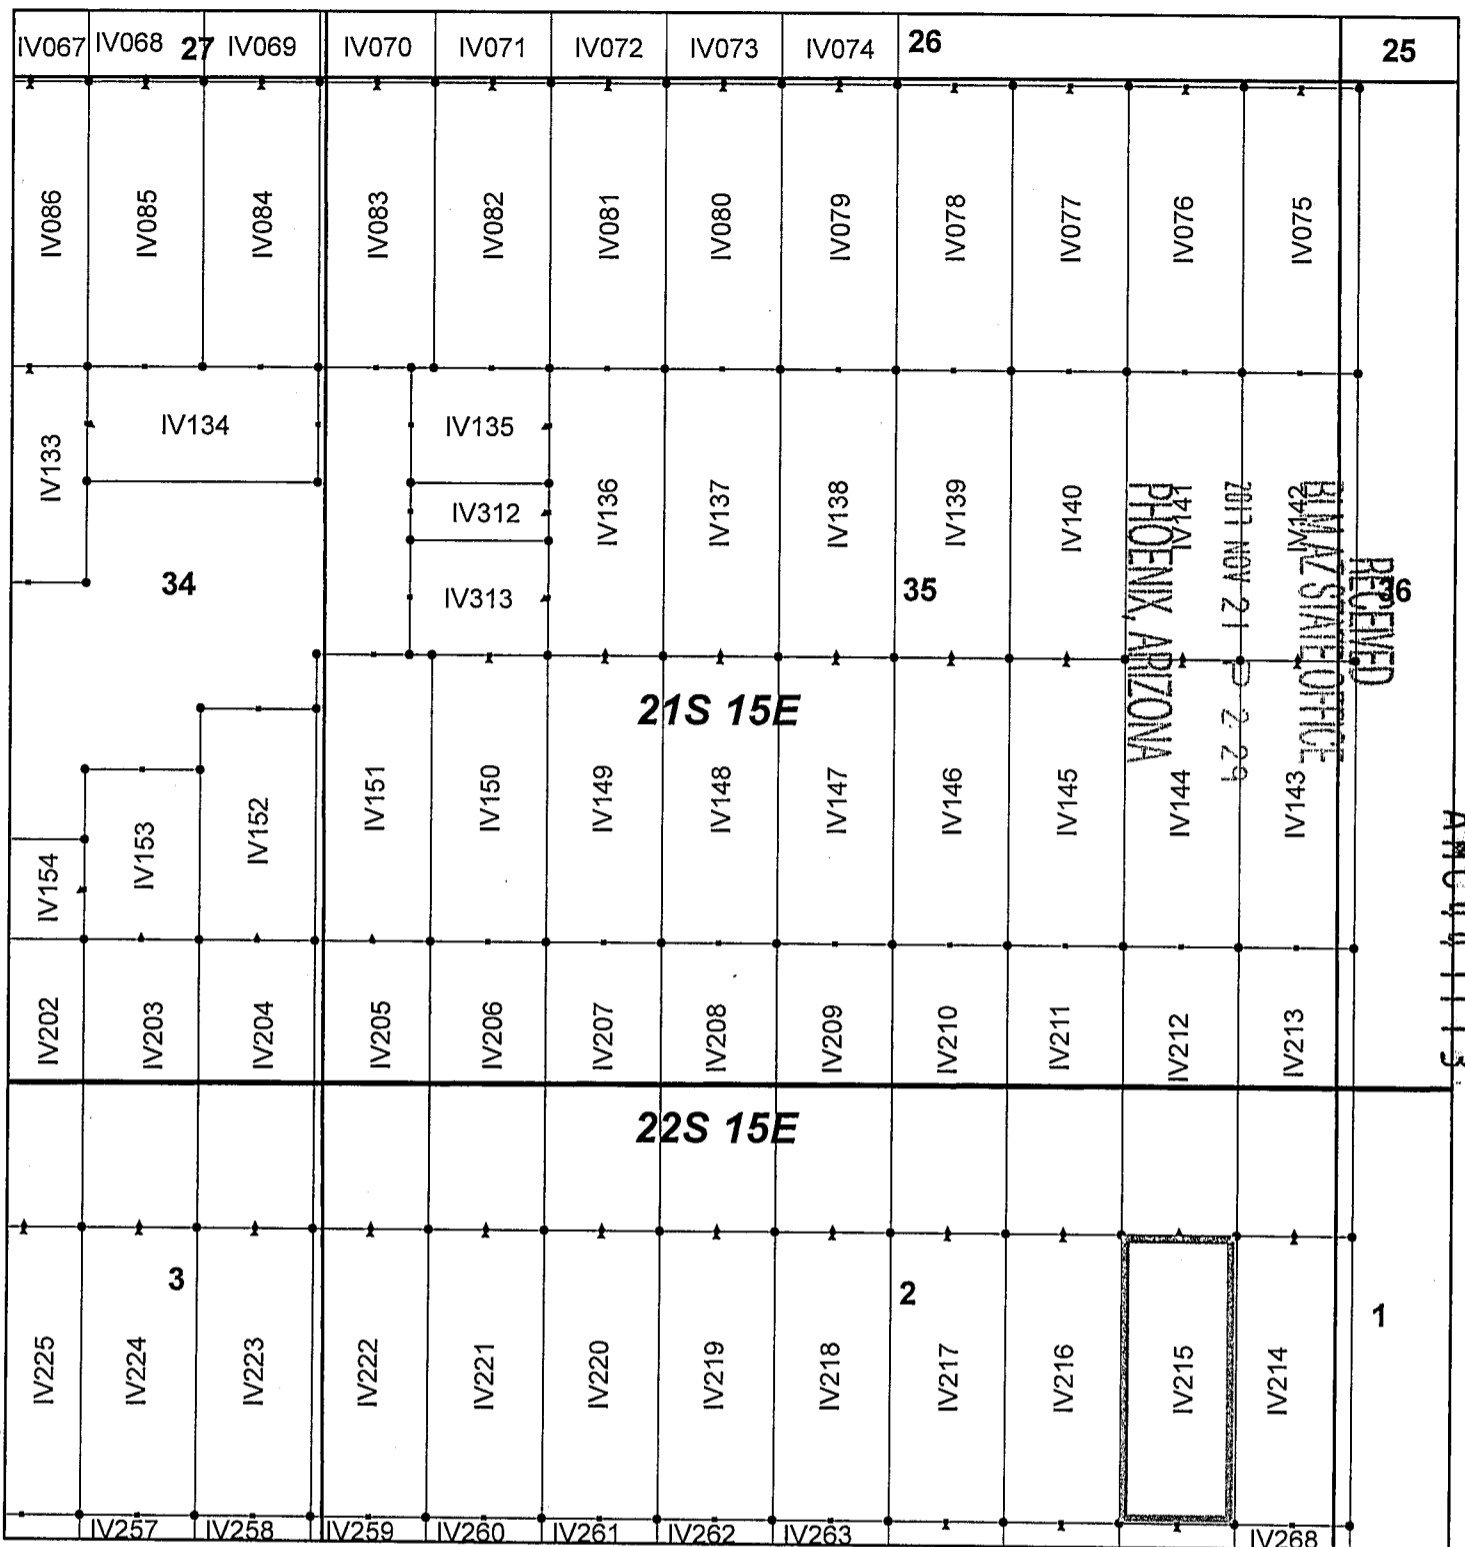 IV067 IV068 27 IV069 IV070 IV071 IV072 IV073 IV074 26 25
IV086 IV085 IV084 IV083 IV082 IV081 IV080 IV079 IV078 IV077 IV076 IV075
IV133 IV134 IV135 IV136 IV137 IV138 IV139 IV140 IV141 IV142
IV312
IV313
34 35 36
RECEIVED
BLM AZ STATE OFFICE
2017 NOV 21 P 2: 29
PHOENIX, ARIZONA
21S 15E
IV154 IV153 IV152 IV151 IV150 IV149 IV148 IV147 IV146 IV145 IV144 IV143
IV202 IV203 IV204 IV205 IV206 IV207 IV208 IV209 IV210 IV211 IV212 IV213
22S 15E
3 2 1
IV225 IV224 IV223 IV222 IV221 IV220 IV219 IV218 IV217 IV216 IV215 IV214
IV257 IV258 IV259 IV260 IV261 IV262 IV263 IV268